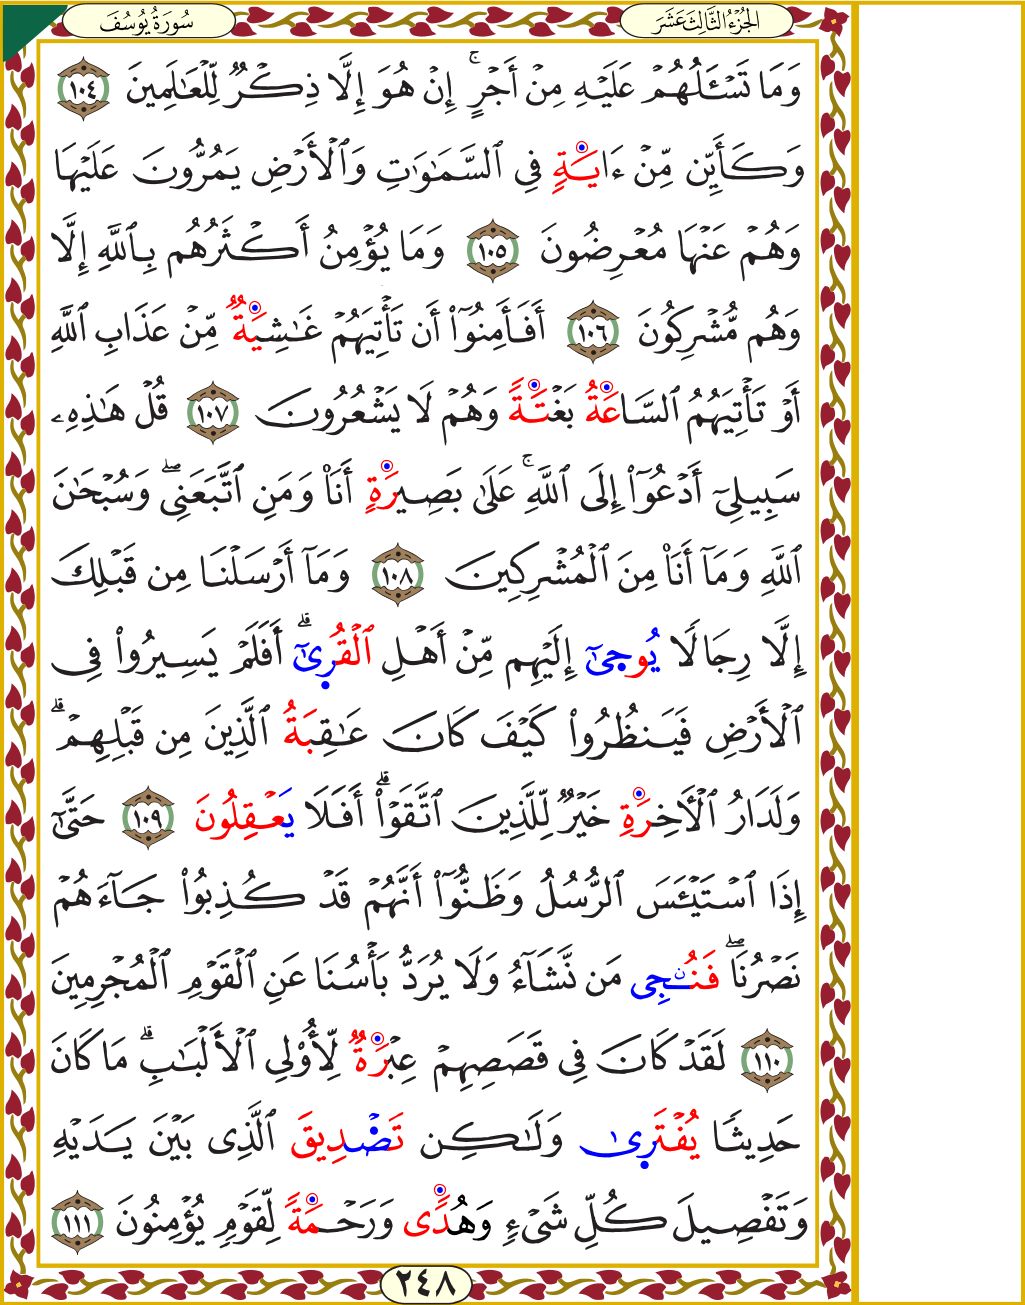 الجُزْءُ الثَّالِثَ عَشَرَ
سُورَةُ يُوسُفَ
وَمَا تَسْـَٔلُهُمْ عَلَيْهِ مِنْ أَجْرٍ ۚ إِنْ هُوَ إِلَّا ذِكْرٌ لِّلْعَـٰلَمِينَ ١٠٤
وَكَأَيِّن مِّنْ ءَايَةٍ فِى ٱلسَّمَـٰوَٰتِ وَٱلْأَرْضِ يَمُرُّونَ عَلَيْهَا
وَهُمْ عَنْهَا مُعْرِضُونَ ١٠٥ وَمَا يُؤْمِنُ أَكْثَرُهُم بِٱللَّهِ إِلَّا
وَهُم مُّشْرِكُونَ ١٠٦ أَفَأَمِنُوٓا۟ أَن تَأْتِيَهُمْ غَـٰشِيَةٌ مِّنْ عَذَابِ ٱللَّهِ
أَوْ تَأْتِيَهُمُ ٱلسَّاعَةُ بَغْتَةً وَهُمْ لَا يَشْعُرُونَ ١٠٧ قُلْ هَـٰذِهِۦ
سَبِيلِىٓ أَدْعُوٓا۟ إِلَى ٱللَّهِ ۚ عَلَىٰ بَصِيرَةٍ أَنَا۠ وَمَنِ ٱتَّبَعَنِى ۖ وَسُبْحَـٰنَ
ٱللَّهِ وَمَآ أَنَا۠ مِنَ ٱلْمُشْرِكِينَ ١٠٨ وَمَآ أَرْسَلْنَا مِن قَبْلِكَ
إِلَّا رِجَالًا يُوحِىٰٓ إِلَيْهِم مِّنْ أَهْلِ ٱلْقُرِىٰٓ ۗ أَفَلَمْ يَسِيرُوا۟ فِى
ٱلْأَرْضِ فَيَنظُرُوا۟ كَيْفَ كَانَ عَـٰقِبَةُ ٱلَّذِينَ مِن قَبْلِهِمْ ۗ
وَلَدَارُ ٱلْـَٔاخِرَةِ خَيْرٌ لِّلَّذِينَ ٱتَّقَوْا۟ ۗ أَفَلَا يَعْقِلُونَ ١٠٩ حَتَّىٰٓ
إِذَا ٱسْتَيْـَٔسَ ٱلرُّسُلُ وَظَنُّوٓا۟ أَنَّهُمْ قَدْ كُذِبُوا۟ جَآءَهُمْ
نَصْرُنَا ۖ فَنُـۨجِى مَن نَّشَآءُ وَلَا يُرَدُّ بَأْسُنَا عَنِ ٱلْقَوْمِ ٱلْمُجْرِمِينَ
١١٠ لَقَدْ كَانَ فِى قَصَصِهِمْ عِبْرَةٌ لِّأُو۟لِى ٱلْأَلْبَـٰبِ ۗ مَا كَانَ
حَدِيثًا يُفْتَرِىٰ وَلَـٰكِن تَصْدِيقَ ٱلَّذِى بَيْنَ يَدَيْهِ
وَتَفْصِيلَ كُلِّ شَىْءٍ وَهُدًى وَرَحْمَةً لِّقَوْمٍ يُؤْمِنُونَ ١١١
٢٤٨